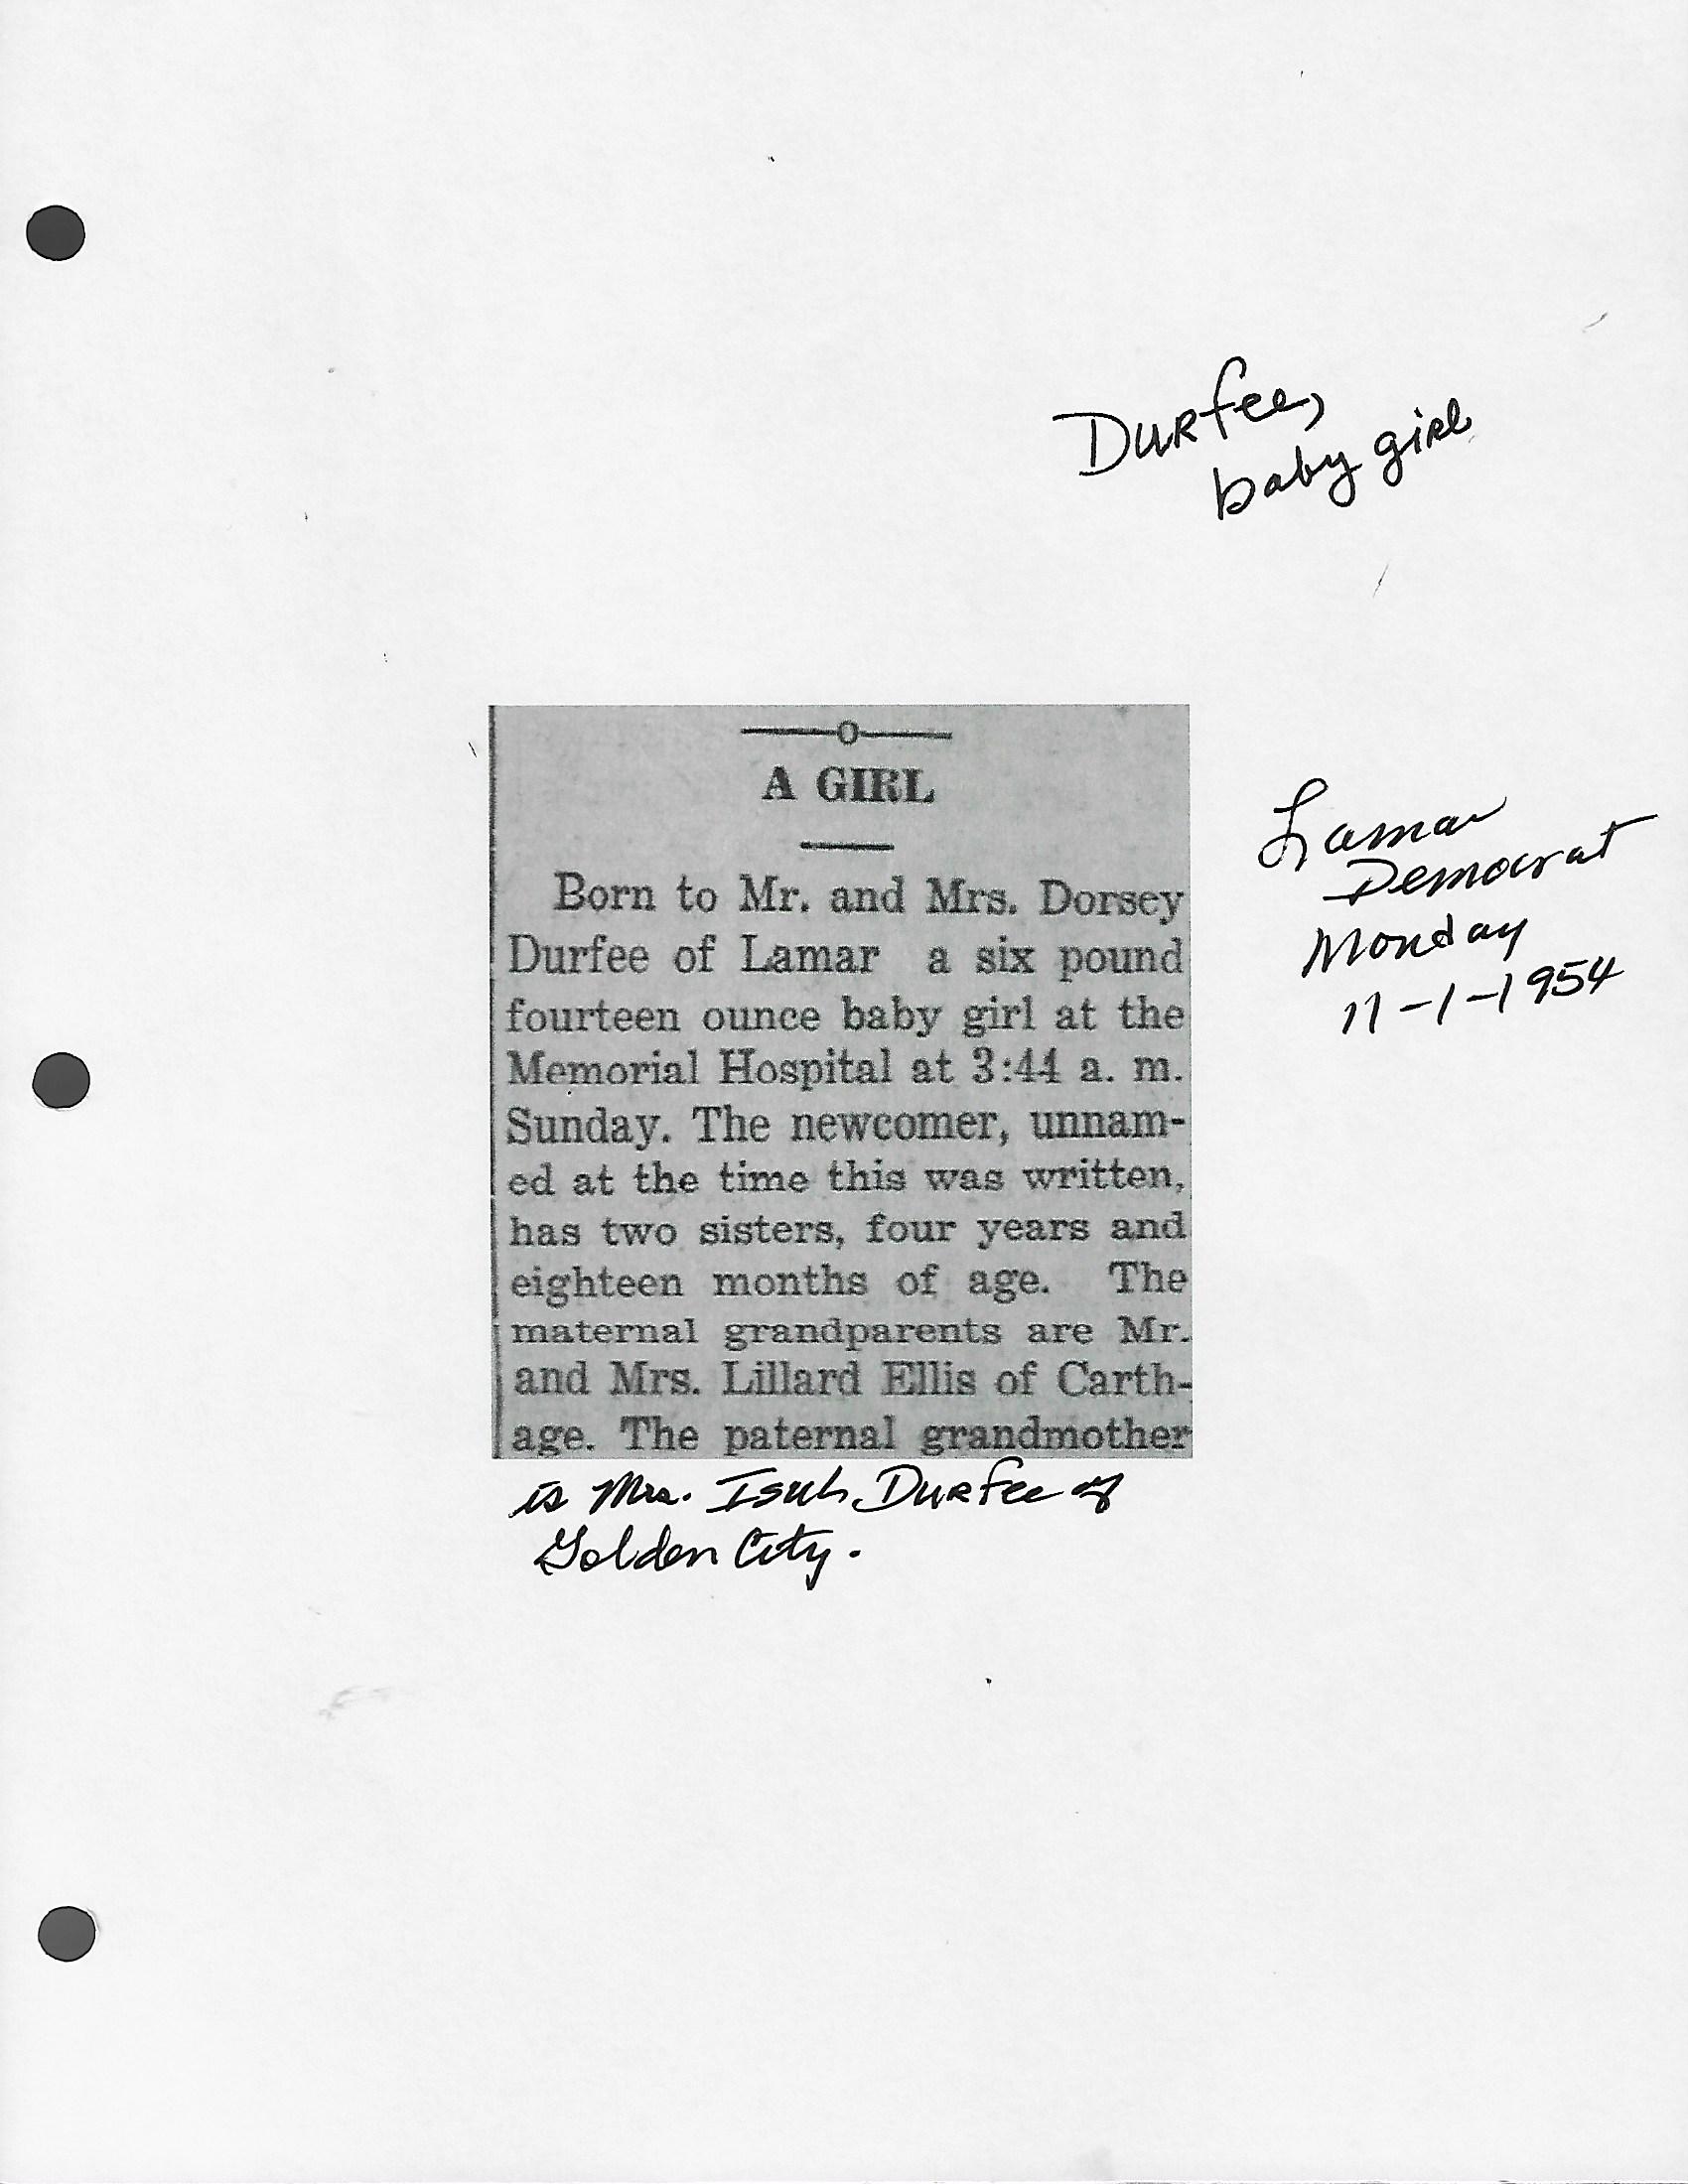 Durfee,
baby girl
A GIRL
Born to Mr. and Mrs. Dorsey
Durfee of Lamar a six pound
fourteen ounce baby girl at the
Memorial Hospital at 3:44 a. m.
Sunday. The newcomer, unnam-
ed at the time this was written,
has two sisters, four years and
eighteen months of age. The
maternal grandparents are Mr.
and Mrs. Lillard Ellis of Carth-
age. The paternal grandmother
is Mrs. Durfee of
Golden City.
Lamar
Democrat
Monday
11-1-1954